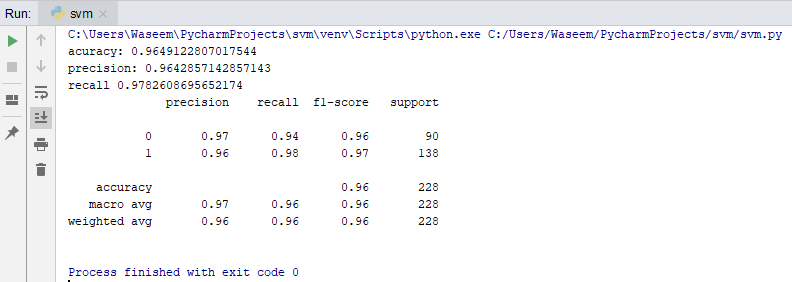 Run: svm
C:\Users\Waseem\PycharmProjects\svm\venv\Scripts\python.exe C:/Users/Waseem/PycharmProjects/svm/svm.py
acuracy: 0.9649122807017544
precision: 0.9642857142857143
recall 0.9782608695652174
precision recall f1-score support
0 0.97 0.94 0.96 90
1 0.96 0.98 0.97 138
accuracy 0.96 228
macro avg 0.97 0.96 0.96 228
weighted avg 0.96 0.96 0.96 228
Process finished with exit code 0